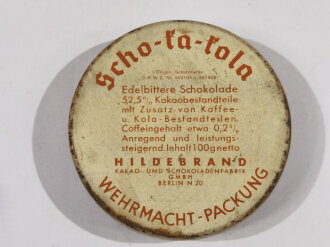 Scho-ka-kola
Edelbittere Schokolade
52,5% Kakaobestandteile
mit Zusatz von Kaffee-
u. Kola-Bestandteilen.
Coffeingehalt etwa 0,2%
Anregend und leistungs-
steigernd. Inhalt 100g netto
HILDEBRAND
KAKAO- UND SCHOKOLADENFABRIK
GMBH
BERLIN N 20
WEHRMACHT-PACKUNG